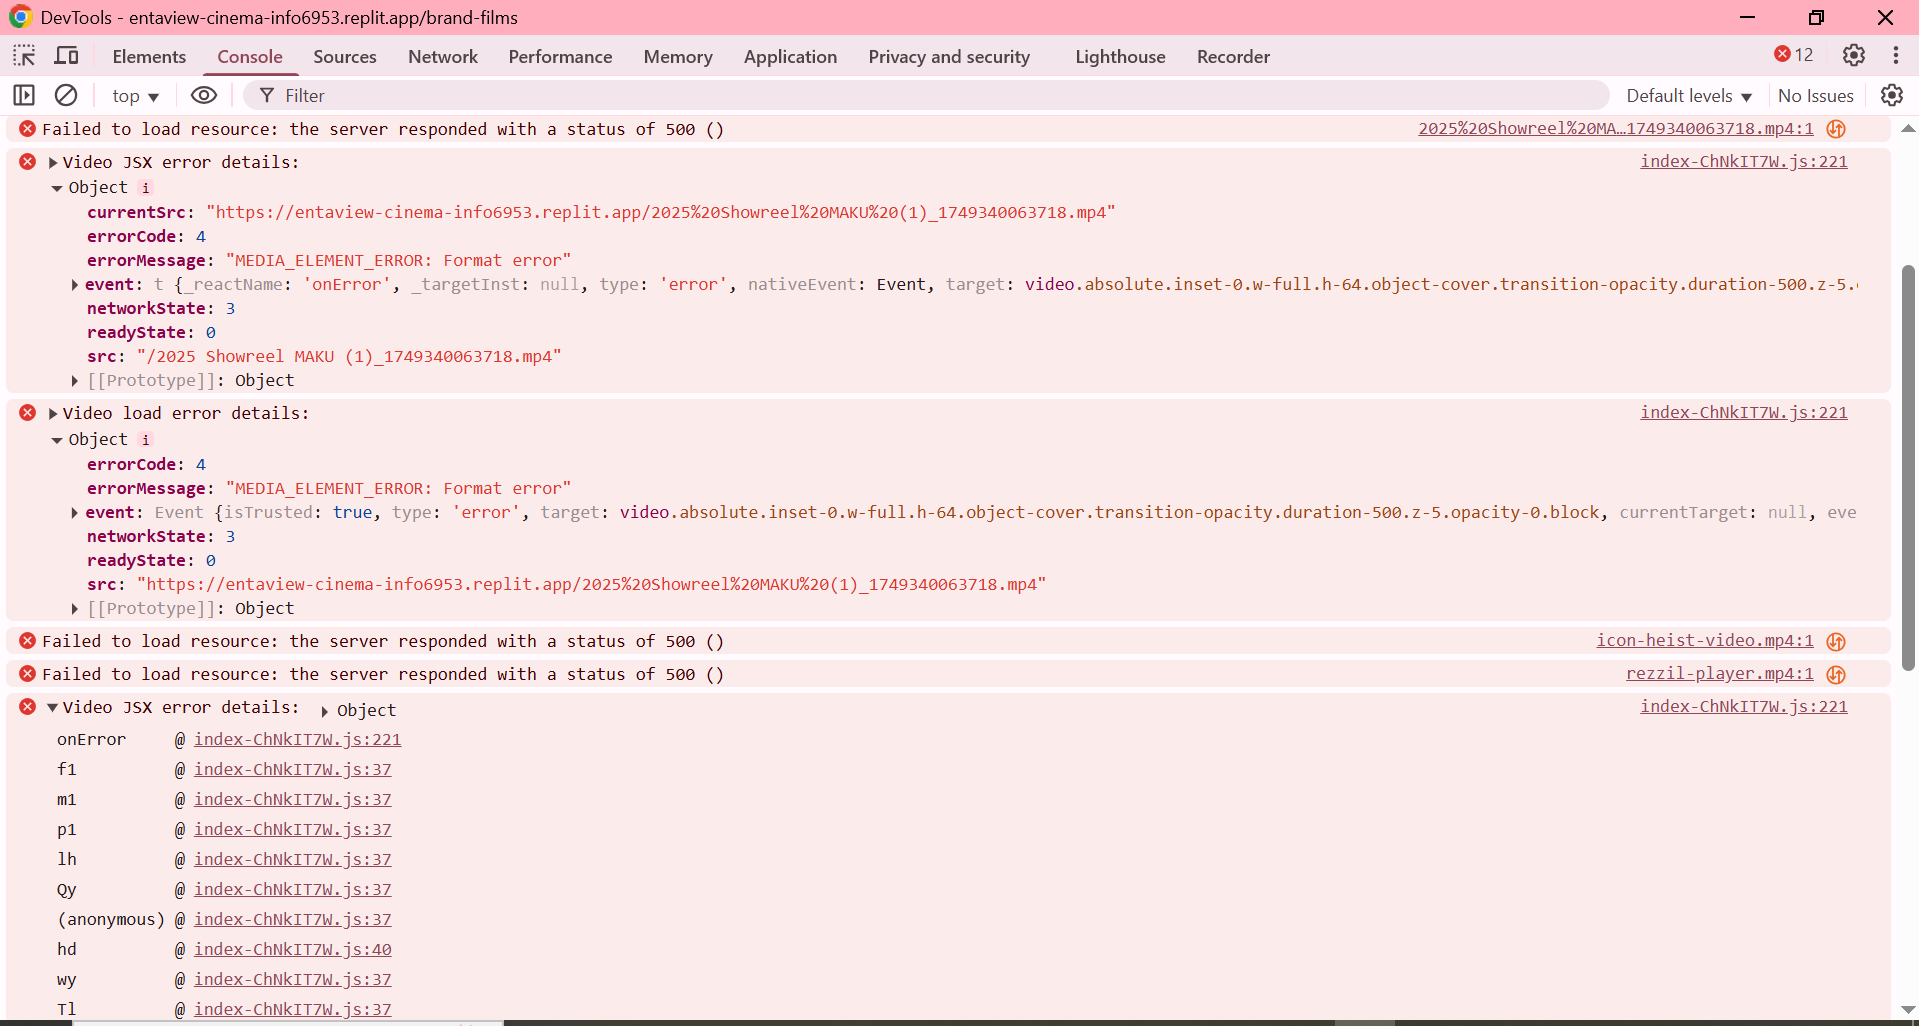 DevTools - entaview-cinema-info6953.replit.app/brand-films
Elements Console Sources Network Performance Memory Application Privacy and security Lighthouse Recorder 12
top Filter Default levels No Issues
Failed to load resource: the server responded with a status of 500 () 2025%20Showreel%20MA…1749340063718.mp4:1
Video JSX error details: index-ChNkIT7W.js:221
Object i
currentSrc: "https://entaview-cinema-info6953.replit.app/2025%20Showreel%20MAKU%20(1)_1749340063718.mp4"
errorCode: 4
errorMessage: "MEDIA_ELEMENT_ERROR: Format error"
event: t {_reactName: 'onError', _targetInst: null, type: 'error', nativeEvent: Event, target: video.absolute.inset-0.w-full.h-64.object-cover.transition-opacity.duration-500.z-5.
networkState: 3
readyState: 0
src: "/2025 Showreel MAKU (1)_1749340063718.mp4"
[[Prototype]]: Object
Video load error details: index-ChNkIT7W.js:221
Object i
errorCode: 4
errorMessage: "MEDIA_ELEMENT_ERROR: Format error"
event: Event {isTrusted: true, type: 'error', target: video.absolute.inset-0.w-full.h-64.object-cover.transition-opacity.duration-500.z-5.opacity-0.block, currentTarget: null, eve
networkState: 3
readyState: 0
src: "https://entaview-cinema-info6953.replit.app/2025%20Showreel%20MAKU%20(1)_1749340063718.mp4"
[[Prototype]]: Object
Failed to load resource: the server responded with a status of 500 () icon-heist-video.mp4:1
Failed to load resource: the server responded with a status of 500 () rezzil-player.mp4:1
Video JSX error details: Object index-ChNkIT7W.js:221
onError @ index-ChNkIT7W.js:221
f1 @ index-ChNkIT7W.js:37
m1 @ index-ChNkIT7W.js:37
p1 @ index-ChNkIT7W.js:37
lh @ index-ChNkIT7W.js:37
Qy @ index-ChNkIT7W.js:37
(anonymous) @ index-ChNkIT7W.js:37
hd @ index-ChNkIT7W.js:40
wy @ index-ChNkIT7W.js:37
Tl @ index-ChNkIT7W.js:37